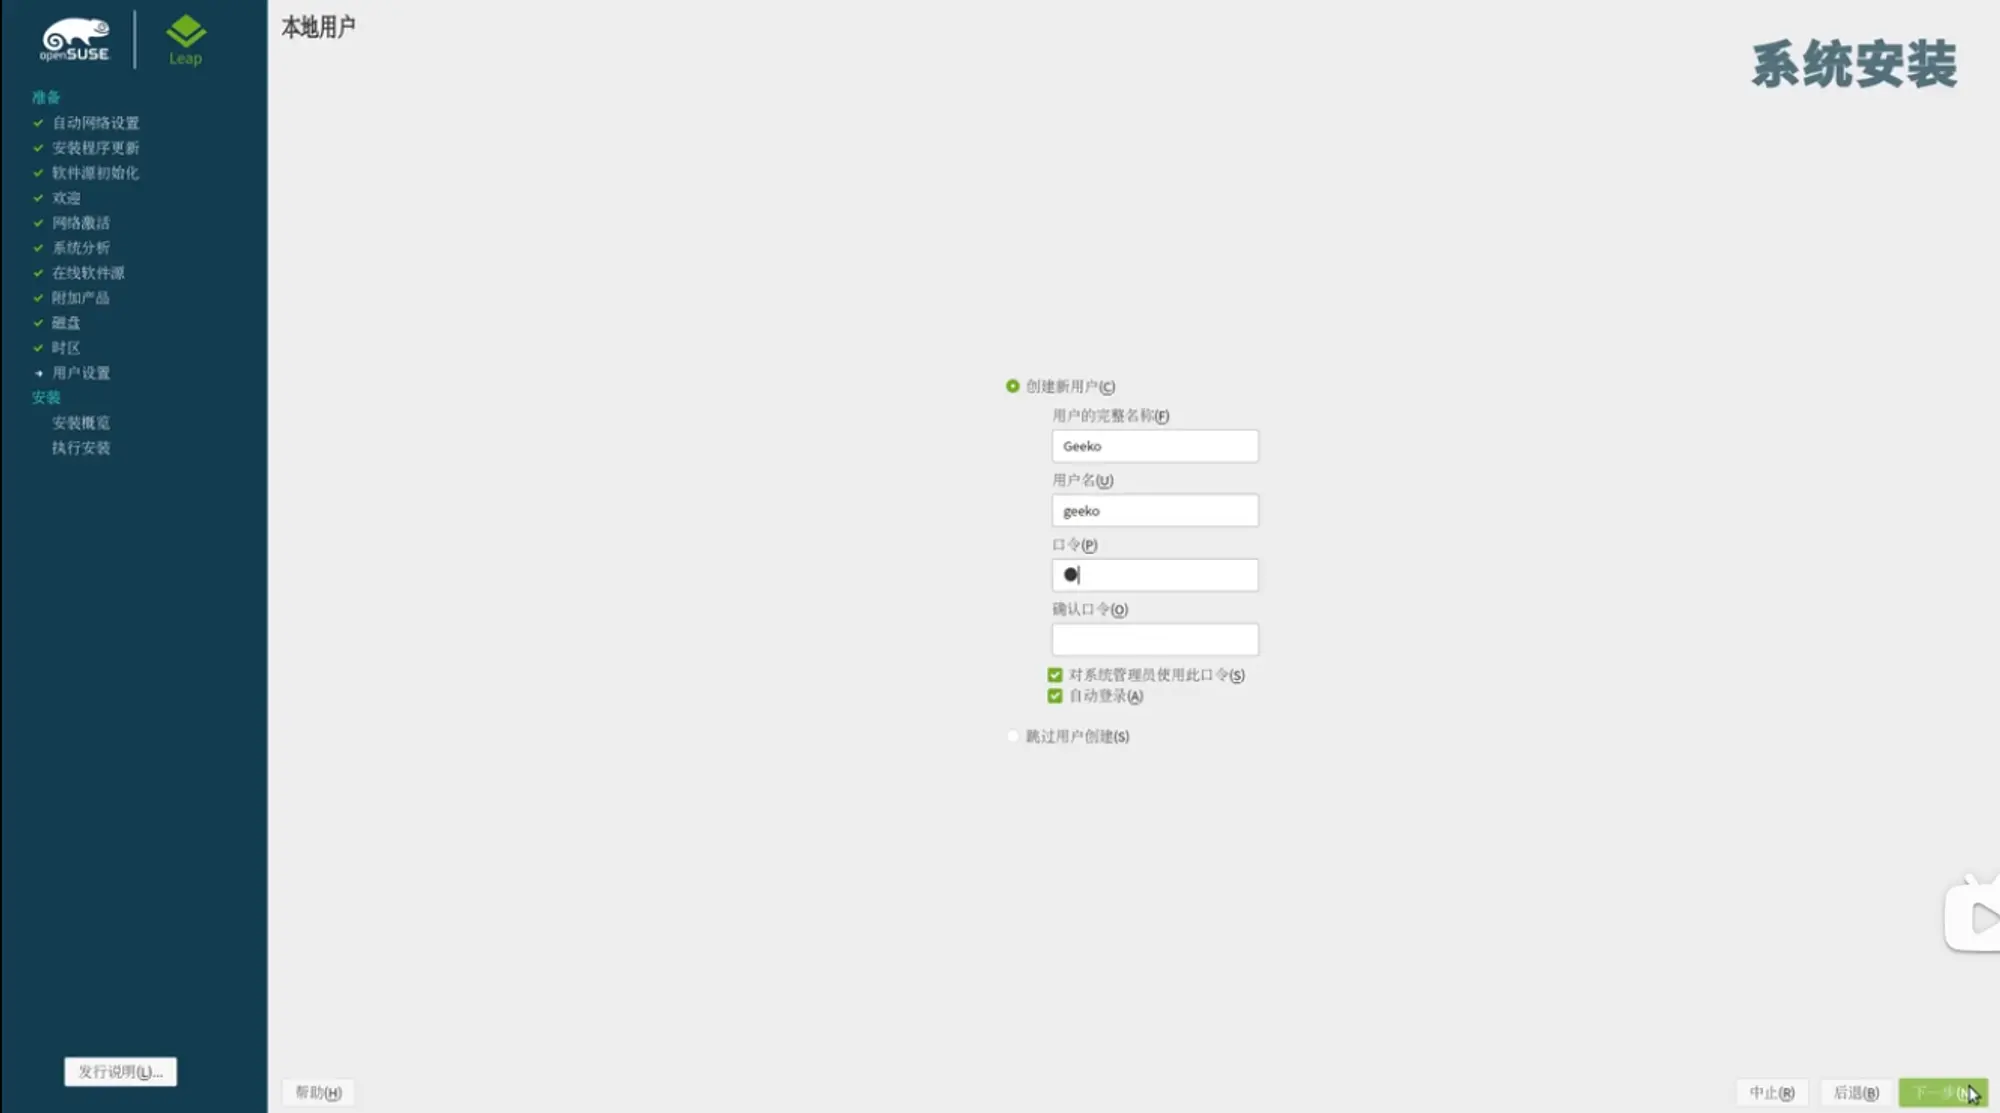 openSUSE
Leap
本地用户
系统安装
准备
自动网络设置
安装程序更新
软件源初始化
欢迎
网络激活
系统分析
在线软件源
附加产品
磁盘
时区
用户设置
安装
安装概览
执行安装
创建新用户(C)
用户的完整名称(F)
Geeko
用户名(U)
geeko
口令(P)
确认口令(O)
对系统管理员使用此口令(S)
自动登录(A)
跳过用户创建(S)
发行说明(L)...
帮助(H)
中止(R)
后退(B)
下一步(N)